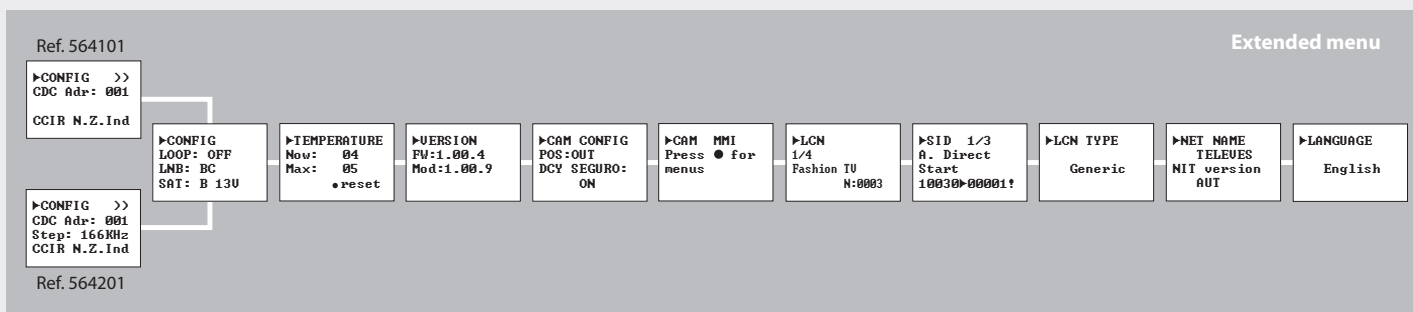 Extended menu
Ref. 564101
▶CONFIG >>
CDC Adr: 001
CCIR N.Z.Ind
▶CONFIG >>
CDC Adr: 001
Step: 166KHz
CCIR N.Z.Ind
Ref. 564201
▶CONFIG
LOOP: OFF
LNB: BC
SAT: B 13V
▶TEMPERATURE
Now: 04
Max: 05
●reset
▶VERSION
FW:1.00.4
Mod:1.00.9
▶CAM CONFIG
POS:OUT
DCY SEGURO:
ON
▶CAM MMI
Press ● for
menus
▶LCN
1/4
Fashion TV
N:0003
▶SID 1/3
A. Direct
Start
10030▶00001!
▶LCN TYPE
Generic
▶NET NAME
TELEVES
NIT version
AUT
▶LANGUAGE
English